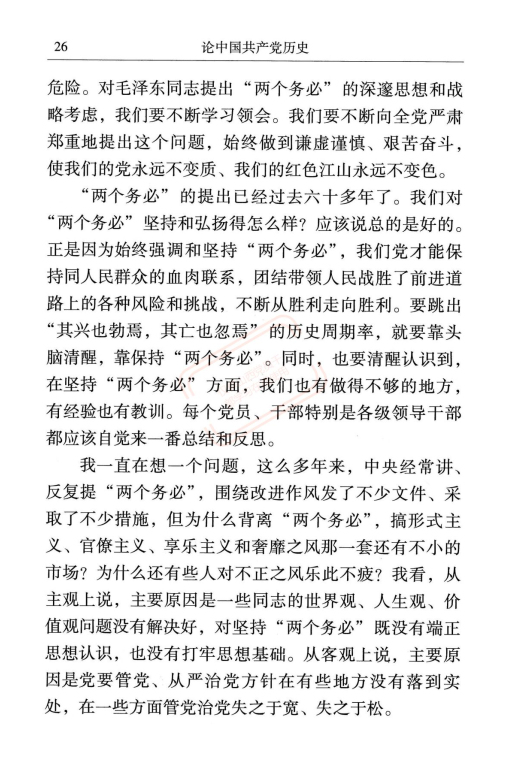 26 论中国共产党历史
危险。对毛泽东同志提出“两个务必”的深邃思想和战
略考虑，我们要不断学习领会。我们要不断向全党严肃
郑重地提出这个问题，始终做到谦虚谨慎、艰苦奋斗，
使我们的党永远不变质、我们的红色江山永远不变色。
“两个务必”的提出已经过去六十多年了。我们对
“两个务必”坚持和弘扬得怎么样？应该说总的是好的。
正是因为始终强调和坚持“两个务必”，我们党才能保
持同人民群众的血肉联系，团结带领人民战胜了前进道
路上的各种风险和挑战，不断从胜利走向胜利。要跳出
“其兴也勃焉，其亡也忽焉”的历史周期率，就要靠头
脑清醒，靠保持“两个务必”。同时，也要清醒认识到，
在坚持“两个务必”方面，我们也有做得不够的地方，
有经验也有教训。每个党员、干部特别是各级领导干部
都应该自觉来一番总结和反思。
我一直在想一个问题，这么多年来，中央经常讲、
反复提“两个务必”，围绕改进作风发了不少文件、采
取了不少措施，但为什么背离“两个务必”，搞形式主
义、官僚主义、享乐主义和奢靡之风那一套还有不小的
市场？为什么还有些人对不正之风乐此不疲？我看，从
主观上说，主要原因是一些同志的世界观、人生观、价
值观问题没有解决好，对坚持“两个务必”既没有端正
思想认识，也没有打牢思想基础。从客观上说，主要原
因是党要管党、从严治党方针在有些地方没有落到实
处，在一些方面管党治党失之于宽、失之于松。